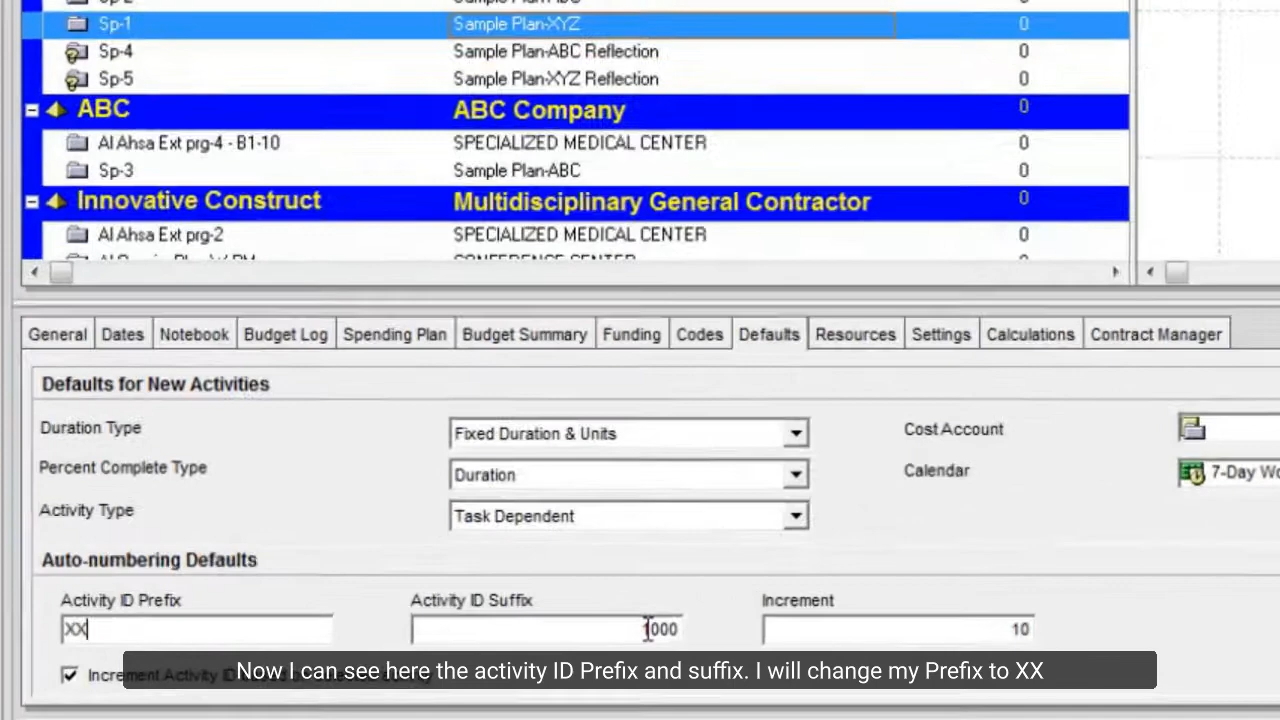 Sp-1 Sample Plan-XYZ 0
Sp-4 Sample Plan-ABC Reflection 0
Sp-5 Sample Plan-XYZ Reflection 0
ABC ABC Company 0
Al Ahsa Ext prg-4 - B1-10 SPECIALIZED MEDICAL CENTER 0
Sp-3 Sample Plan-ABC 0
Innovative Construct Multidisciplinary General Contractor 0
Al Ahsa Ext prg-2 SPECIALIZED MEDICAL CENTER 0
CONFERENCE CENTER
General Dates Notebook Budget Log Spending Plan Budget Summary Funding Codes Defaults Resources Settings Calculations Contract Manager
Defaults for New Activities
Duration Type Fixed Duration & Units Cost Account
Percent Complete Type Duration Calendar 7-Day Wo
Activity Type Task Dependent
Auto-numbering Defaults
Activity ID Prefix Activity ID Suffix Increment
XX 1000 10
Increment Activity ID
Now I can see here the activity ID Prefix and suffix. I will change my Prefix to XX